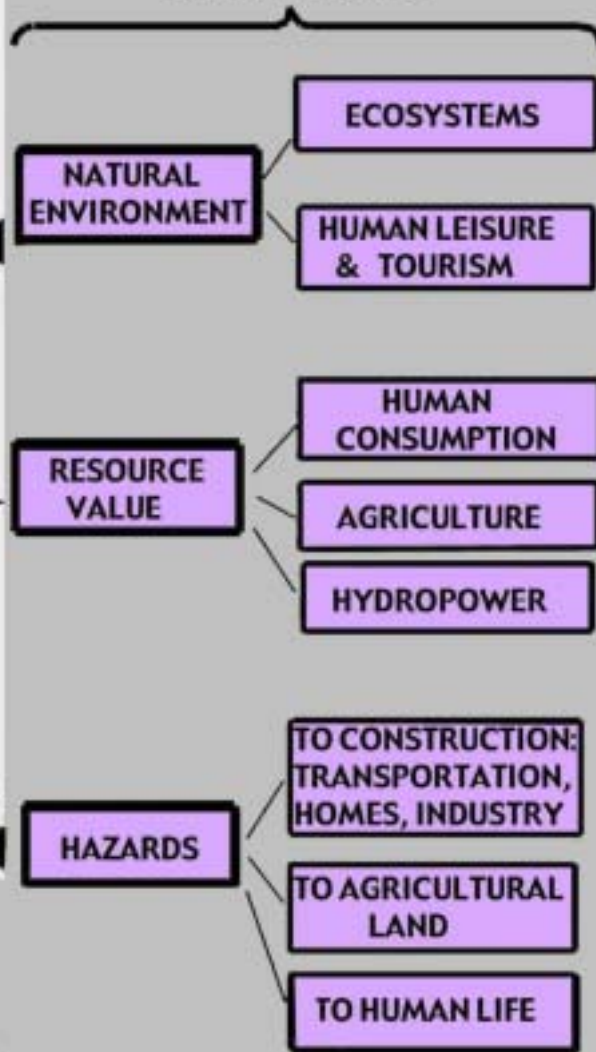 NATURAL
ENVIRONMENT
ECOSYSTEMS
HUMAN LEISURE
& TOURISM
RESOURCE
VALUE
HUMAN
CONSUMPTION
AGRICULTURE
HYDROPOWER
HAZARDS
TO CONSTRUCTION:
TRANSPORTATION,
HOMES, INDUSTRY
TO AGRICULTURAL
LAND
TO HUMAN LIFE